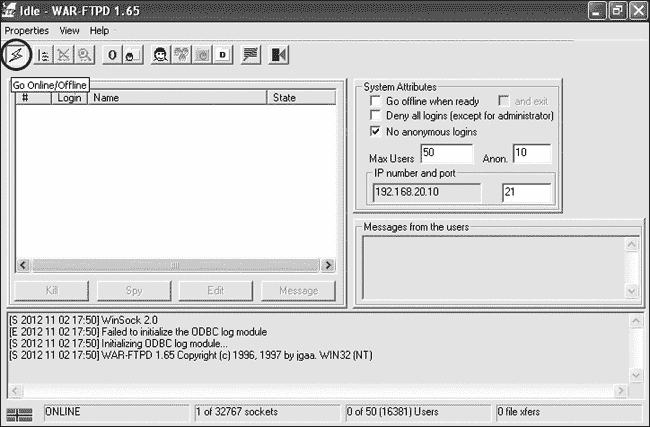 Idle - WAR-FTPD 1.65
Properties View Help
O D
Go Online/Offline
# Login Name State
Kill Spy Edit Message
System Attributes
Go offline when ready and exit
Deny all logins (except for administrator)
No anonymous logins
Max Users 50 Anon. 10
IP number and port
192.168.20.10 21
Messages from the users
[S 2012 11 02 17:50] WinSock 2.0
[E 2012 11 02 17:50] Failed to initialize the ODBC log module
[S 2012 11 02 17:50] Initializing ODBC log module...
[S 2012 11 02 17:50] WAR-FTPD 1.65 Copyright (c) 1996, 1997 by jgaa. WIN32 (NT)
ONLINE 1 of 32767 sockets 0 of 50 (16381) Users 0 file xfers